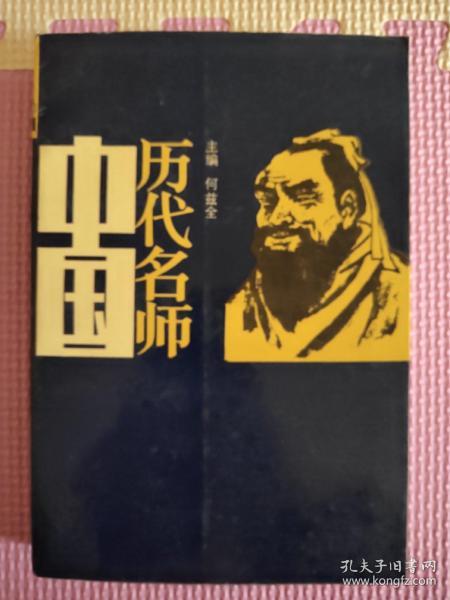 中国
历代名师
主编 何兹全
孔夫子旧书网
www.kongfz.com